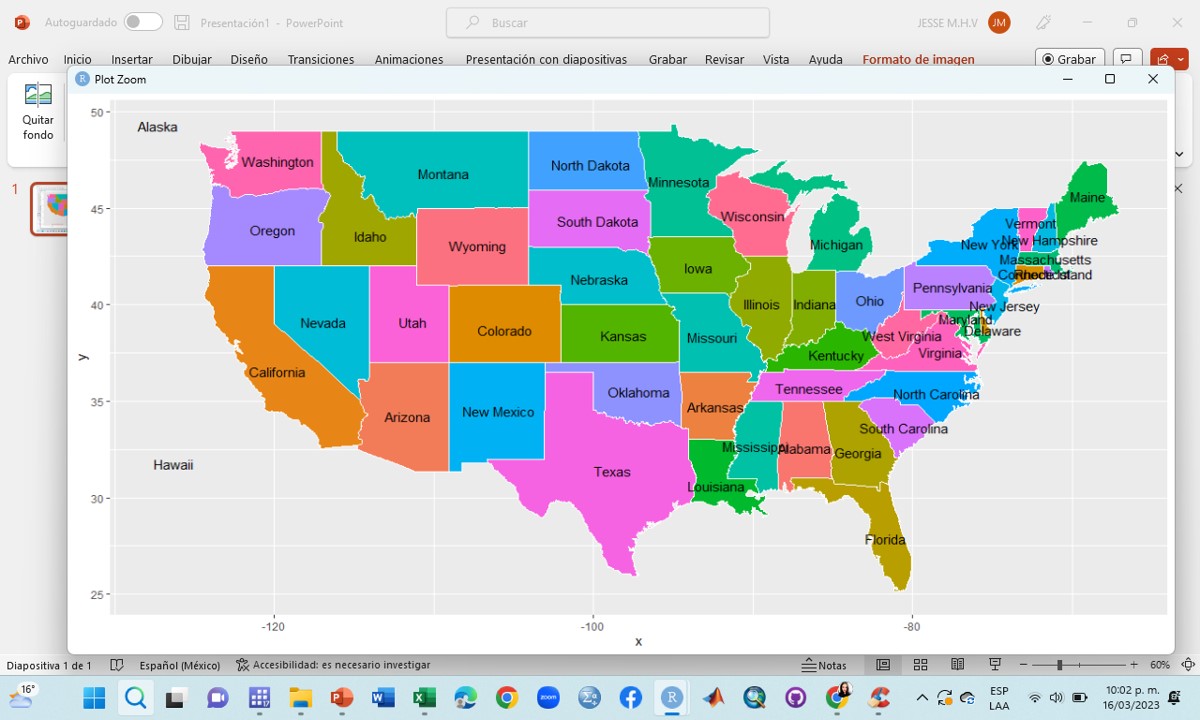 Autoguardado
Presentación1 - PowerPoint
Buscar
JESSE M.H.V
JM
Archivo Inicio Insertar Dibujar Diseño Transiciones Animaciones Presentación con diapositivas Grabar Revisar Vista Ayuda Formato de imagen Grabar
Quitar
fondo
1
R Plot Zoom
50
45
40
35
30
25
y
Alaska
Washington
Montana
North Dakota
Minnesota
Maine
Oregon
Idaho
Wyoming
South Dakota
Wisconsin
Michigan
Vermont
New York
New Hampshire
Massachusetts
Connecticut
Rhode Island
Iowa
Nebraska
Pennsylvania
Nevada
Utah
Colorado
Kansas
Missouri
Illinois
Indiana
Ohio
New Jersey
Maryland
Delaware
West Virginia
Virginia
Kentucky
California
Arizona
New Mexico
Oklahoma
Arkansas
Tennessee
North Carolina
South Carolina
Mississippi
Alabama
Georgia
Hawaii
Texas
Louisiana
Florida
-120
-100
-80
x
Diapositiva 1 de 1 Español (México) Accesibilidad: es necesario investigar Notas 60%
16°
zoom
R
ESP
LAA
10:02 p. m.
16/03/2023